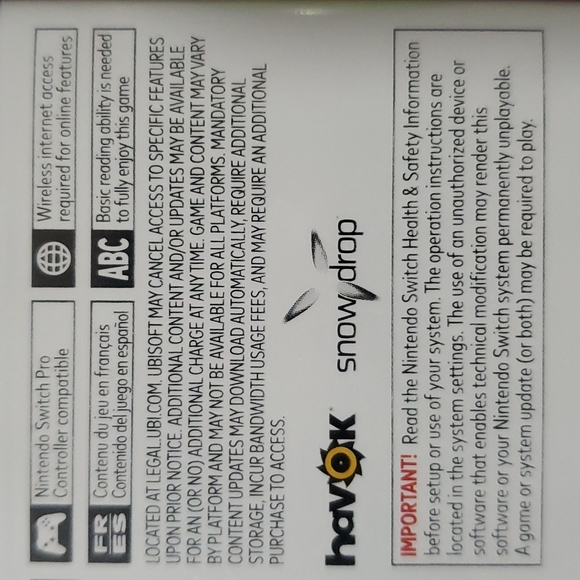 Nintendo Switch Pro
Controller compatible
Wireless internet access
required for online features
FR
ES
Contenu du jeu en français
Contenido del juego en español
ABC
Basic reading ability is needed
to fully enjoy this game
LOCATED AT LEGAL.UBI.COM. UBISOFT MAY CANCEL ACCESS TO SPECIFIC FEATURES
UPON PRIOR NOTICE. ADDITIONAL CONTENT AND/OR UPDATES MAY BE AVAILABLE
FOR AN (OR NO) ADDITIONAL CHARGE AT ANY TIME. GAME AND CONTENT MAY VARY
BY PLATFORM AND MAY NOT BE AVAILABLE FOR ALL PLATFORMS. MANDATORY
CONTENT UPDATES MAY DOWNLOAD AUTOMATICALLY, REQUIRE ADDITIONAL
STORAGE, INCUR BANDWIDTH USAGE FEES, AND MAY REQUIRE AN ADDITIONAL
PURCHASE TO ACCESS.
havok snowdrop
IMPORTANT! Read the Nintendo Switch Health & Safety Information
before setup or use of your system. The operation instructions are
located in the system settings. The use of an unauthorized device or
software that enables technical modification may render this
software or your Nintendo Switch system permanently unplayable.
A game or system update (or both) may be required to play.